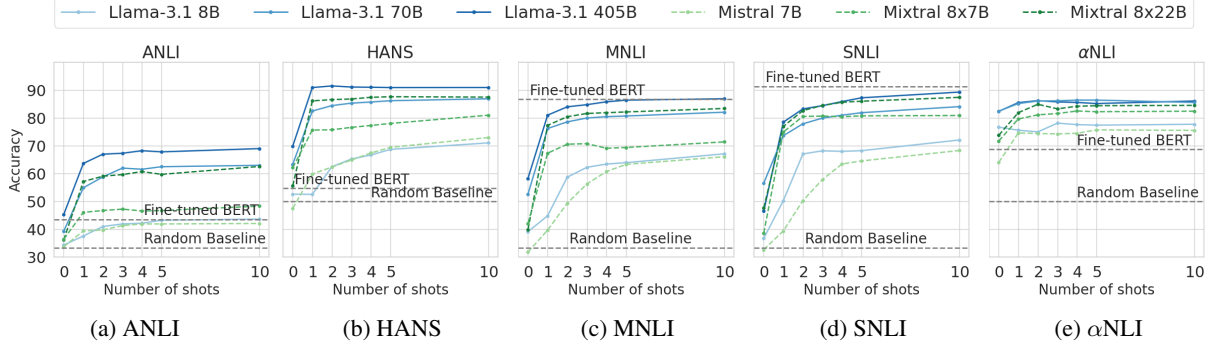 Llama-3.1 8B Llama-3.1 70B Llama-3.1 405B Mistral 7B Mixtral 8x7B Mixtral 8x22B
ANLI HANS MNLI SNLI αNLI
Accuracy
90
80
70
60
50
40
30
Fine-tuned BERT
Random Baseline
0 1 2 3 4 5 10
Number of shots
Fine-tuned BERT
Random Baseline
0 1 2 3 4 5 10
Number of shots
Fine-tuned BERT
Random Baseline
0 1 2 3 4 5 10
Number of shots
Fine-tuned BERT
Random Baseline
0 1 2 3 4 5 10
Number of shots
Fine-tuned BERT
Random Baseline
0 1 2 3 4 5 10
Number of shots
(a) ANLI (b) HANS (c) MNLI (d) SNLI (e) αNLI